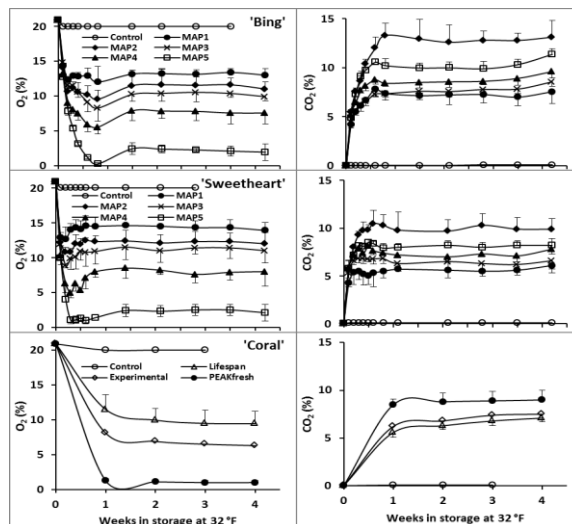 'Bing'
O₂ (%)
21
20
15
10
5
0
Control MAP1
MAP2 MAP3
MAP4 MAP5
CO₂ (%)
15
10
5
0
'Sweetheart'
O₂ (%)
20
15
10
5
0
Control MAP1
MAP2 MAP3
MAP4 MAP5
CO₂ (%)
15
10
5
0
'Coral'
O₂ (%)
20
15
10
5
0
Control Lifespan
Experimental PEAKfresh
0 1 2 3 4
Weeks in storage at 32 °F
CO₂ (%)
15
10
5
0
0 1 2 3 4
Weeks in storage at 32 °F